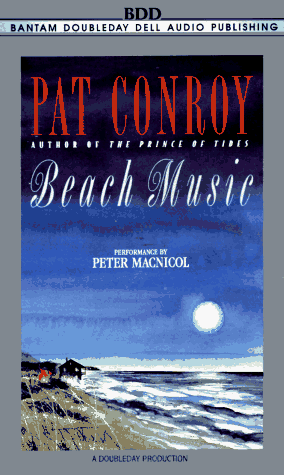 BDD
BANTAM DOUBLEDAY DELL AUDIO PUBLISHING
PAT CONROY
AUTHOR OF THE PRINCE OF TIDES
Beach Music
PERFORMANCE BY
PETER MACNICOL
A DOUBLEDAY PRODUCTION